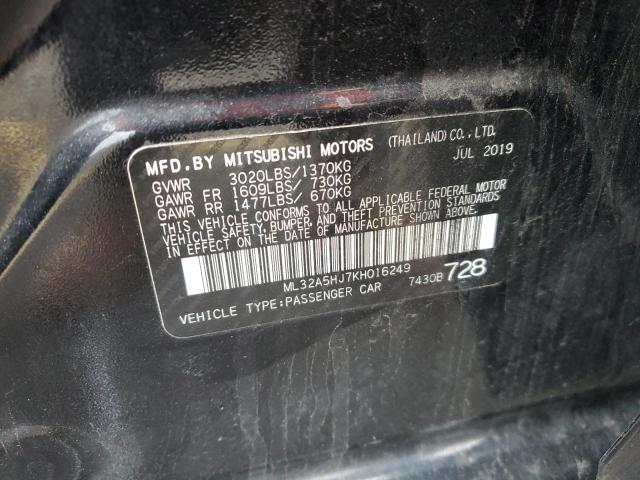 MFD.BY MITSUBISHI MOTORS (THAILAND) CO.,LTD.
JUL 2019
GVWR 3020LBS/1370KG
GAWR FR 1609LBS/ 730KG
GAWR RR 1477LBS/ 670KG
THIS VEHICLE CONFORMS TO ALL APPLICABLE FEDERAL MOTOR
VEHICLE SAFETY, BUMPER, AND THEFT PREVENTION STANDARDS
IN EFFECT ON THE DATE OF MANUFACTURE SHOWN ABOVE.
ML32A5HJ7KH016249
7430B 728
VEHICLE TYPE:PASSENGER CAR